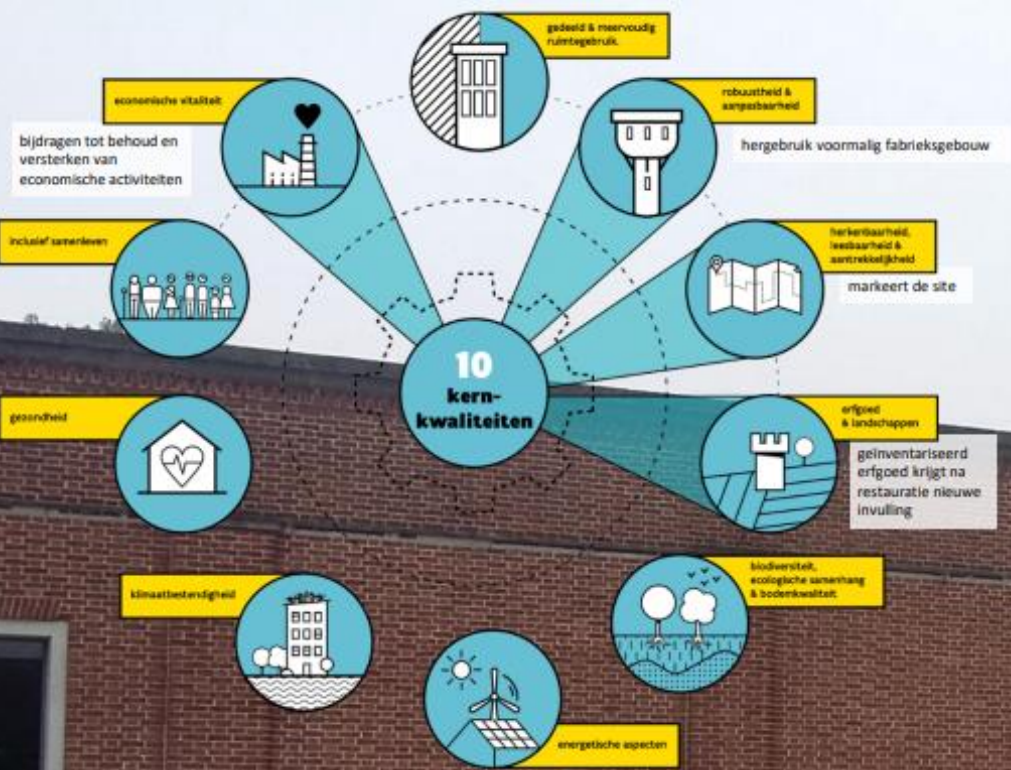 gedeeld & meervoudig
ruimtegebruik.
economische vitaliteit
bijdragen tot behoud en
versterken van
economische activiteiten
robuustheid &
aanpasbaarheid
hergebruik voormalig fabrieksgebouw
inclusief samenleven
herkenbaarheid,
leesbaarheid &
aantrekkelijkheid
markeert de site
10
kern-
kwaliteiten
gezondheid
erfgoed
& landschappen
geïnventariseerd
erfgoed krijgt na
restauratie nieuwe
invulling
klimaatbestendigheid
biodiversiteit,
ecologische samenhang
& bodemkwaliteit
energetische aspecten